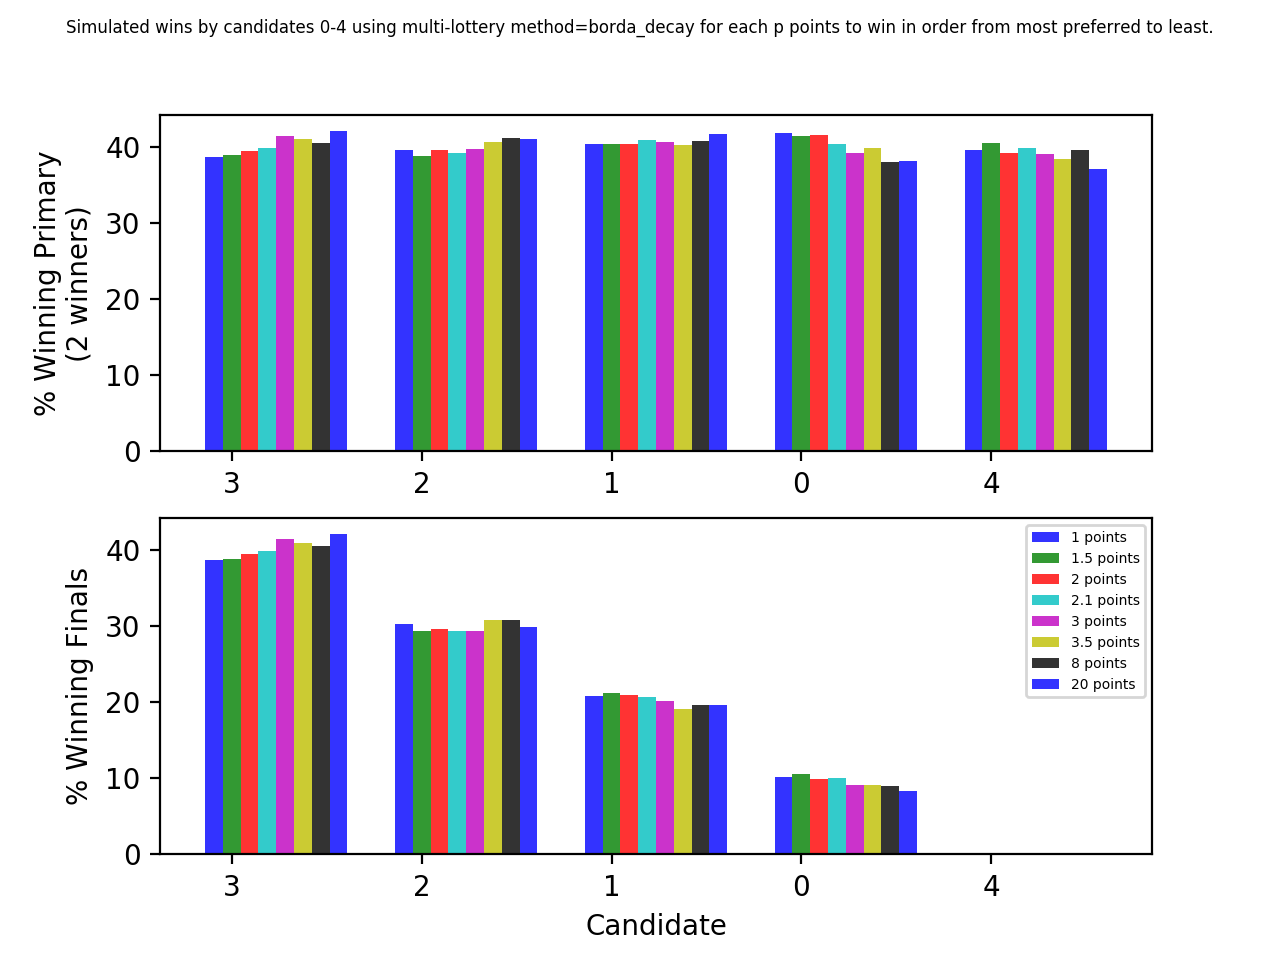 Simulated wins by candidates 0-4 using multi-lottery method=borda_decay for each p points to win in order from most preferred to least.
% Winning Primary
(2 winners)
40
30
20
10
0
3 2 1 0 4
% Winning Finals
40
30
20
10
0
1 points
1.5 points
2 points
2.1 points
3 points
3.5 points
8 points
20 points
3 2 1 0 4
Candidate